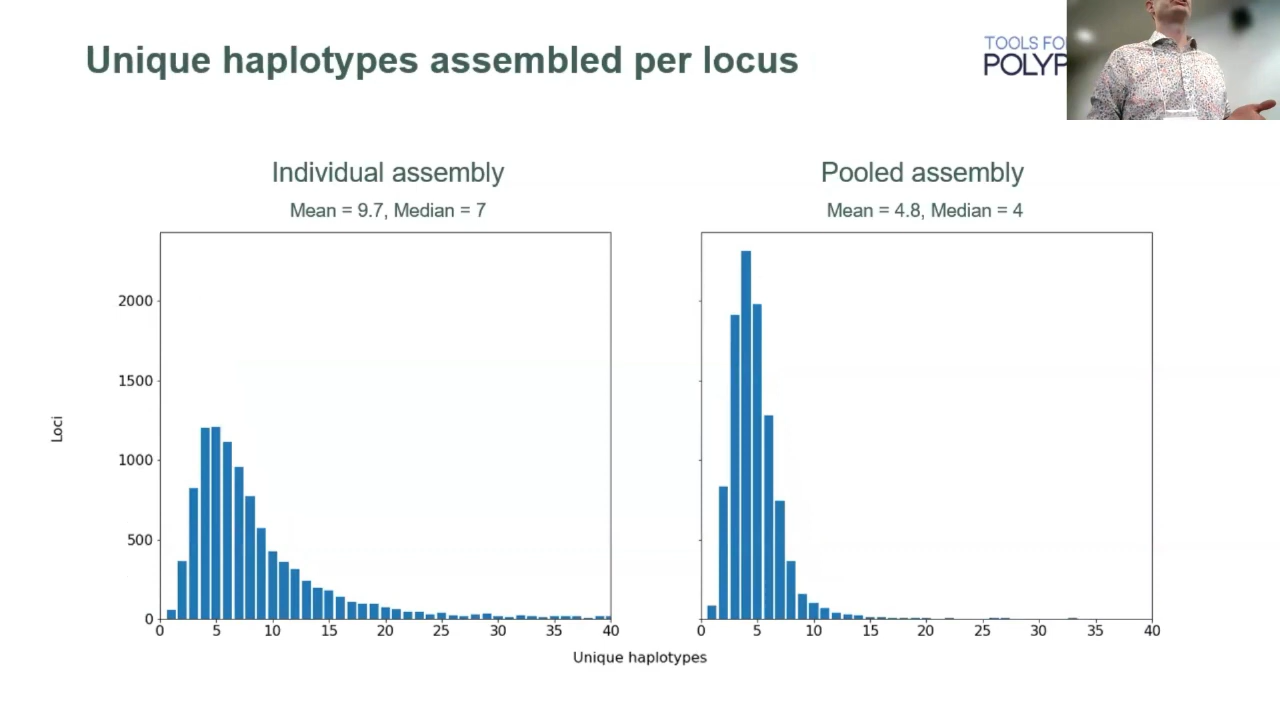 Unique haplotypes assembled per locus
TOOLS FO
POLYP
Individual assembly
Mean = 9.7, Median = 7
Pooled assembly
Mean = 4.8, Median = 4
Loci
2000
1500
1000
500
0
0 5 10 15 20 25 30 35 40
0 5 10 15 20 25 30 35 40
Unique haplotypes